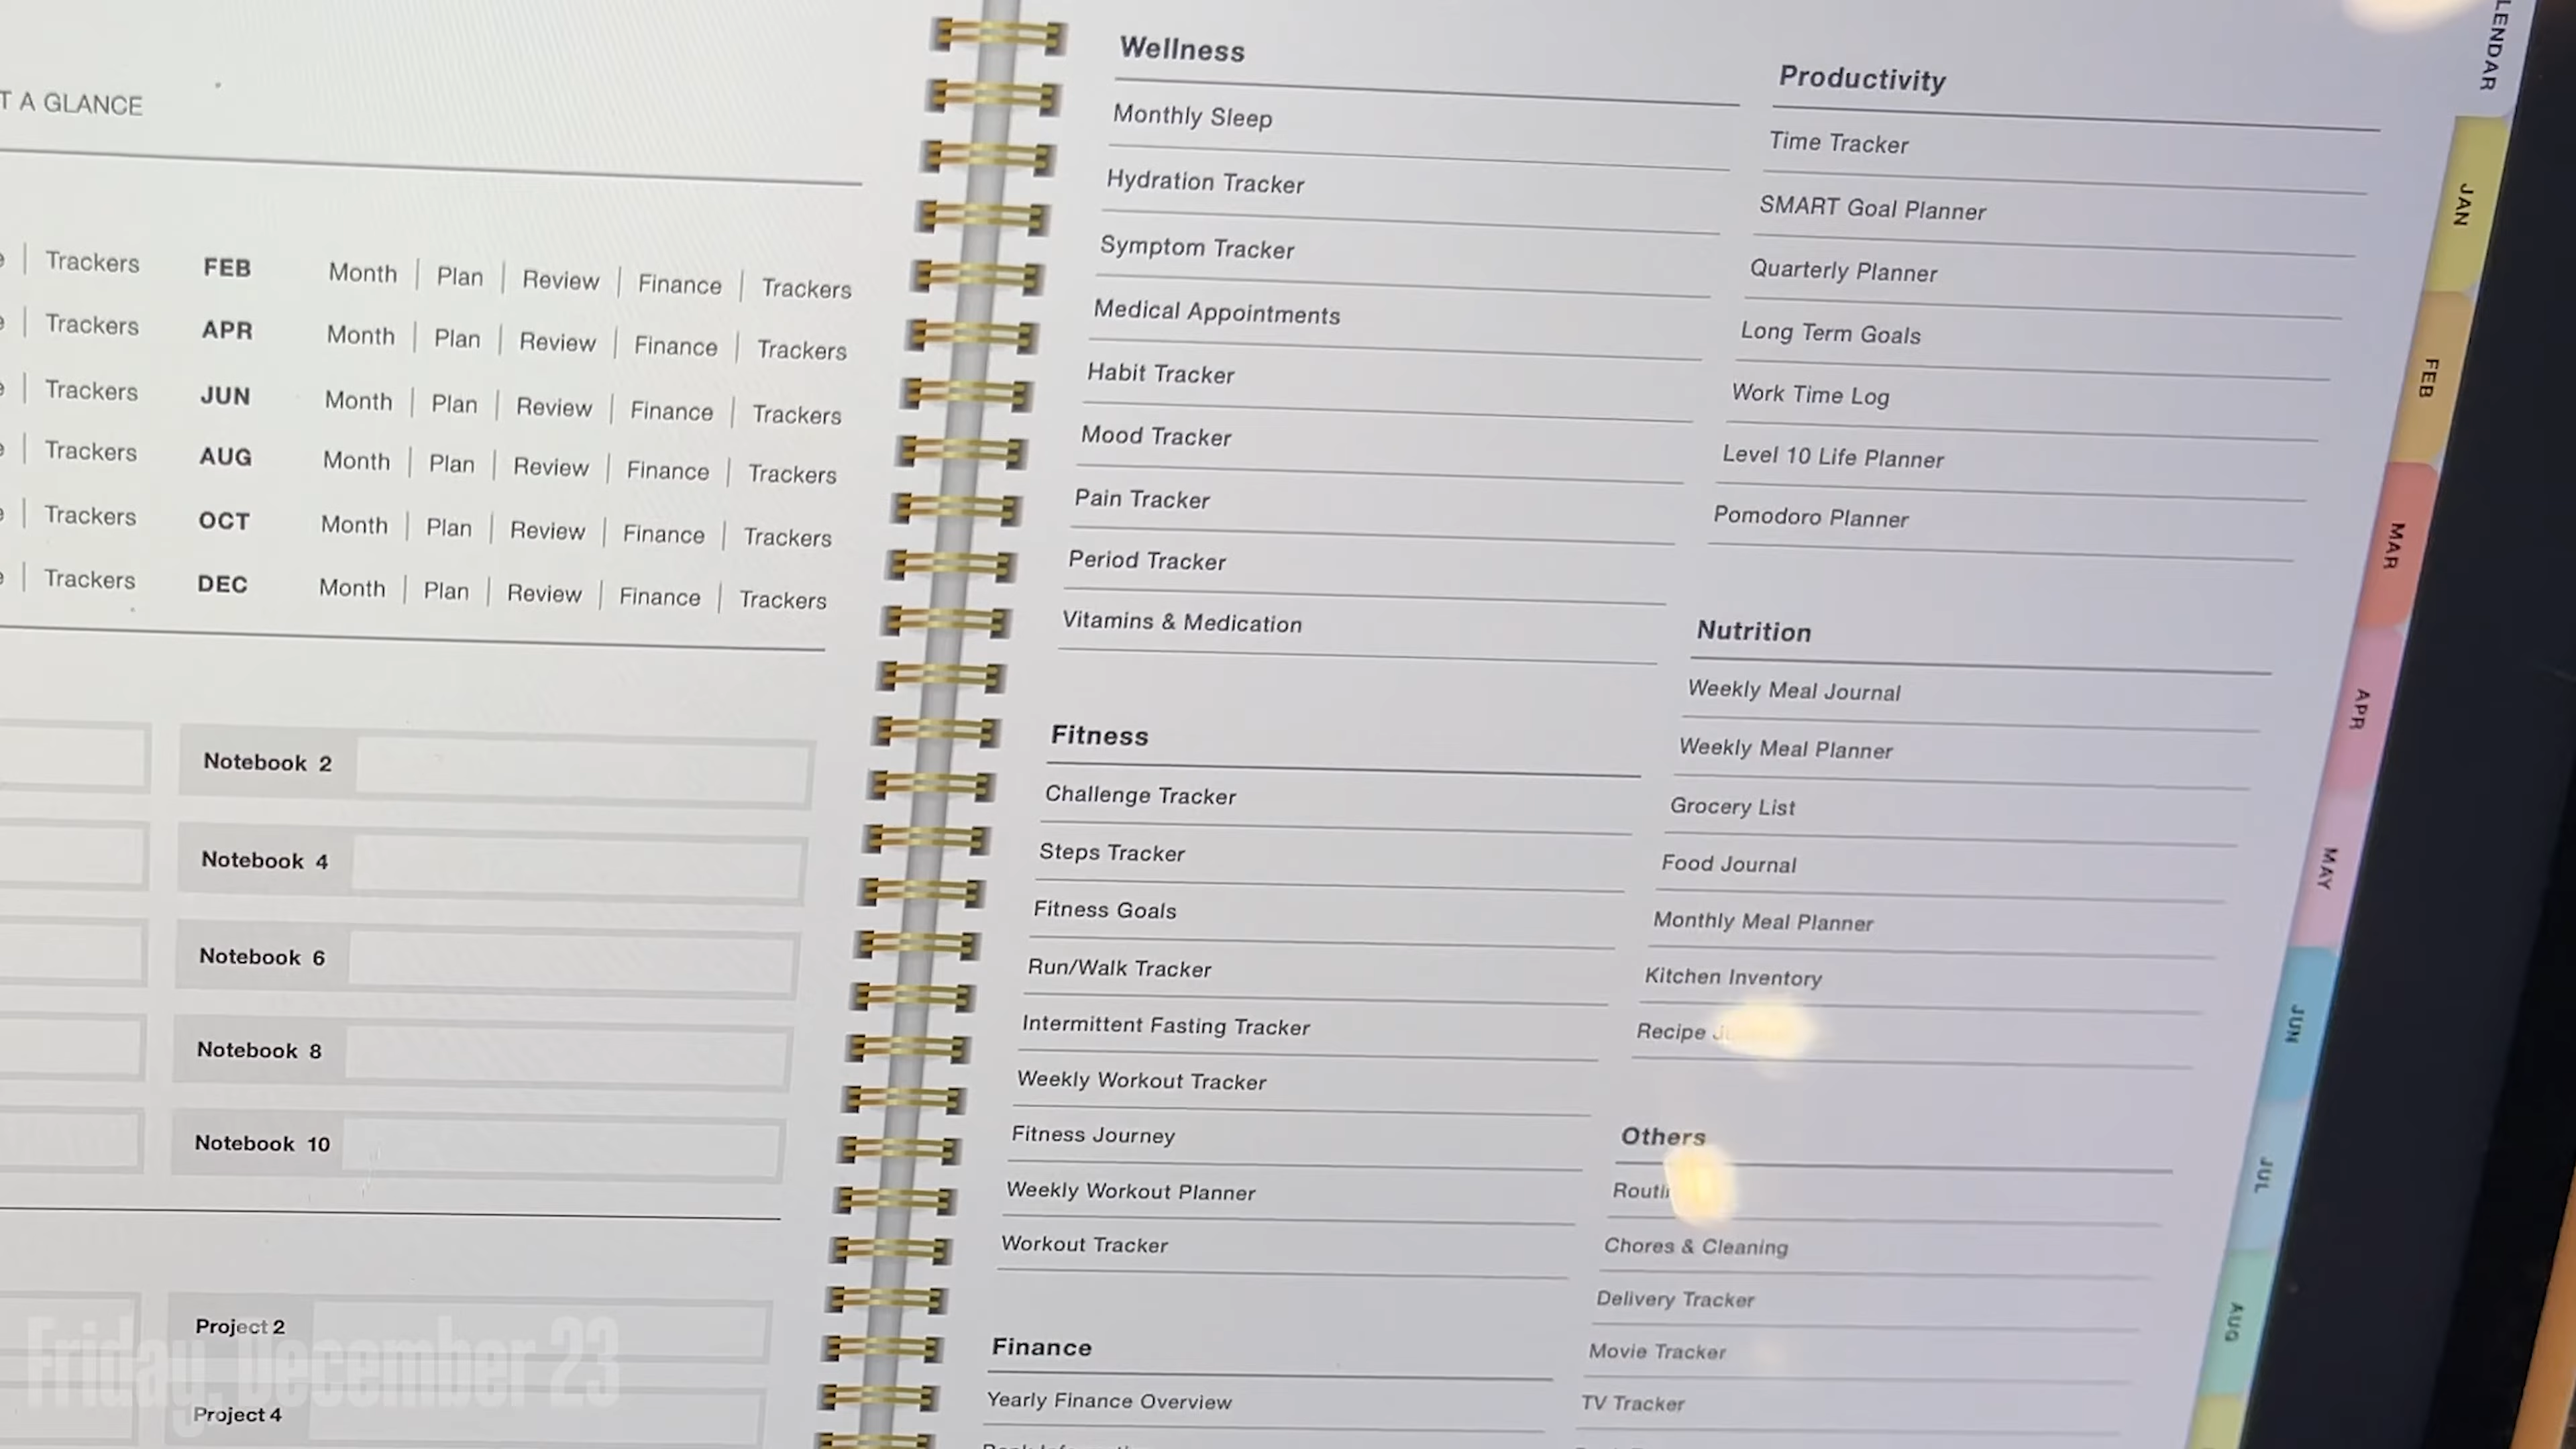 T A GLANCE
Trackers FEB Month | Plan | Review | Finance | Trackers
Trackers APR Month | Plan | Review | Finance | Trackers
Trackers JUN Month | Plan | Review | Finance | Trackers
Trackers AUG Month | Plan | Review | Finance | Trackers
Trackers OCT Month | Plan | Review | Finance | Trackers
Trackers DEC Month | Plan | Review | Finance | Trackers
Notebook 2
Notebook 4
Notebook 6
Notebook 8
Notebook 10
Project 2
Project 4
Friday, december 23
Wellness
Monthly Sleep
Hydration Tracker
Symptom Tracker
Medical Appointments
Habit Tracker
Mood Tracker
Pain Tracker
Period Tracker
Vitamins & Medication
Fitness
Challenge Tracker
Steps Tracker
Fitness Goals
Run/Walk Tracker
Intermittent Fasting Tracker
Weekly Workout Tracker
Fitness Journey
Weekly Workout Planner
Workout Tracker
Finance
Yearly Finance Overview
Productivity
Time Tracker
SMART Goal Planner
Quarterly Planner
Long Term Goals
Work Time Log
Level 10 Life Planner
Pomodoro Planner
Nutrition
Weekly Meal Journal
Weekly Meal Planner
Grocery List
Food Journal
Monthly Meal Planner
Kitchen Inventory
Recipe
Others
Chores & Cleaning
Delivery Tracker
Movie Tracker
TV Tracker
LENDAR
JAN
FEB
MAR
APR
MAY
JUN
JUL
AUG